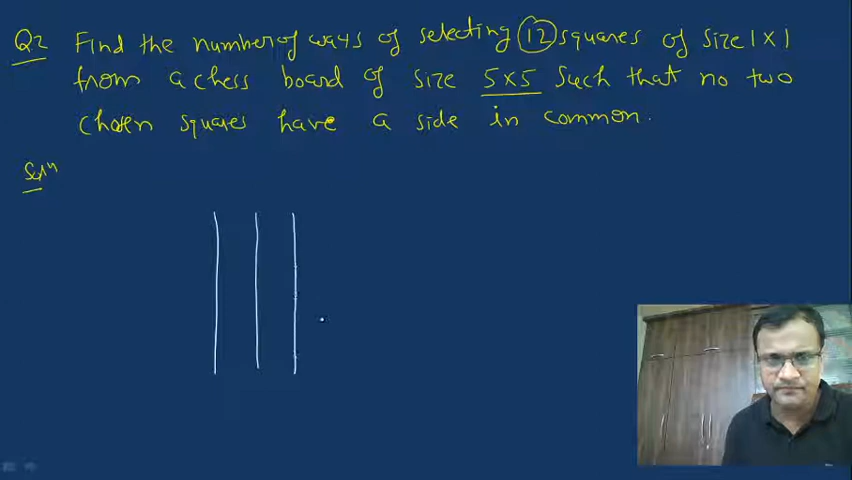 Q2 Find the number of ways of selecting 12 squares of size 1×1
from a chess board of size 5×5 such that no two
chosen squares have a side in common.
Solⁿ